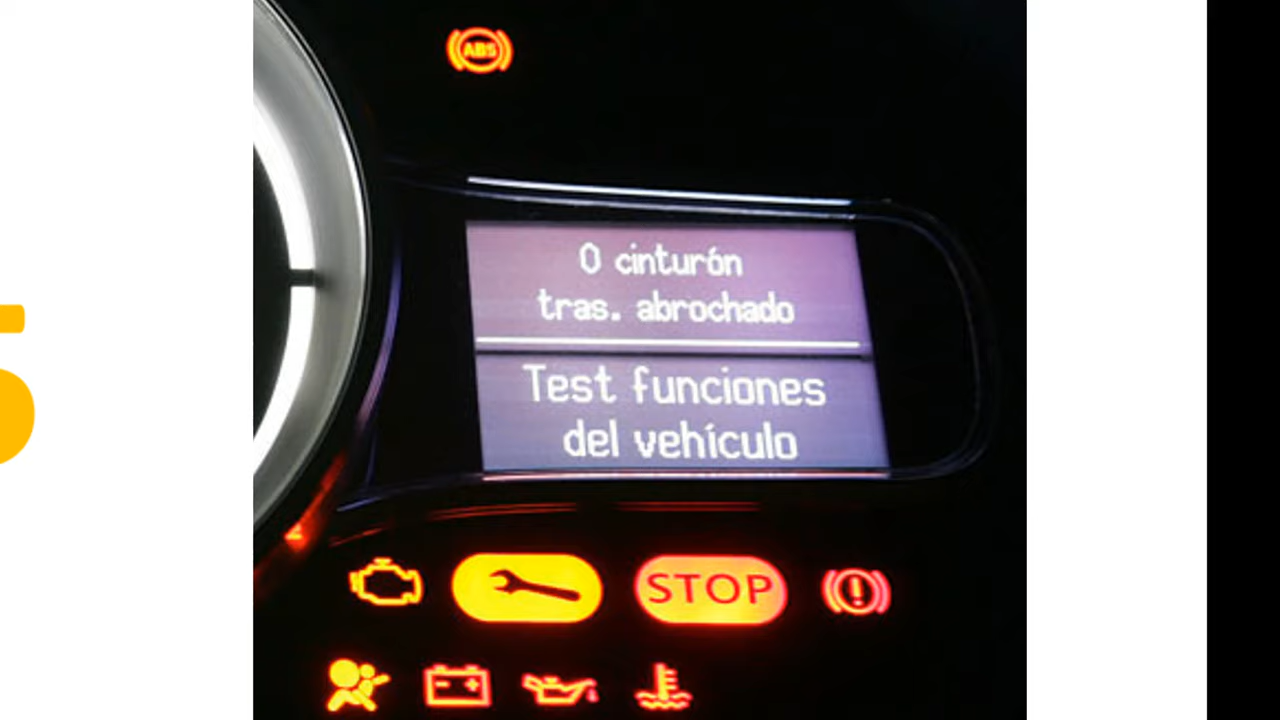 ABS
0 cinturón
tras. abrochado
Test funciones
del vehículo
STOP